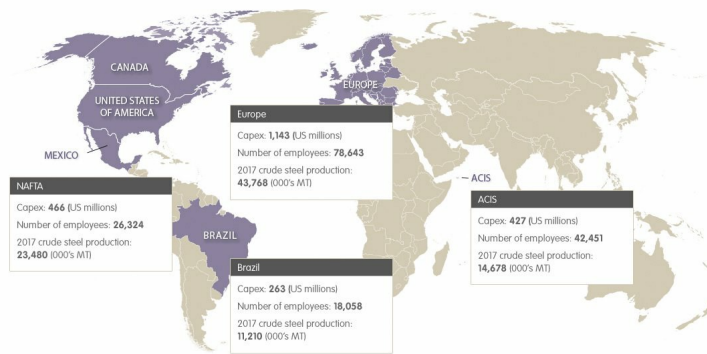 CANADA
UNITED STATES
OF AMERICA
MEXICO
EUROPE
Europe
Capex: 1,143 (US millions)
Number of employees: 78,643
2017 crude steel production:
43,768 (000's MT)
NAFTA
Capex: 466 (US millions)
Number of employees: 26,324
2017 crude steel production:
23,480 (000's MT)
ACIS
ACIS
Capex: 427 (US millions)
Number of employees: 42,451
2017 crude steel production:
14,678 (000's MT)
BRAZIL
Brazil
Capex: 263 (US millions)
Number of employees: 18,058
2017 crude steel production:
11,210 (000's MT)